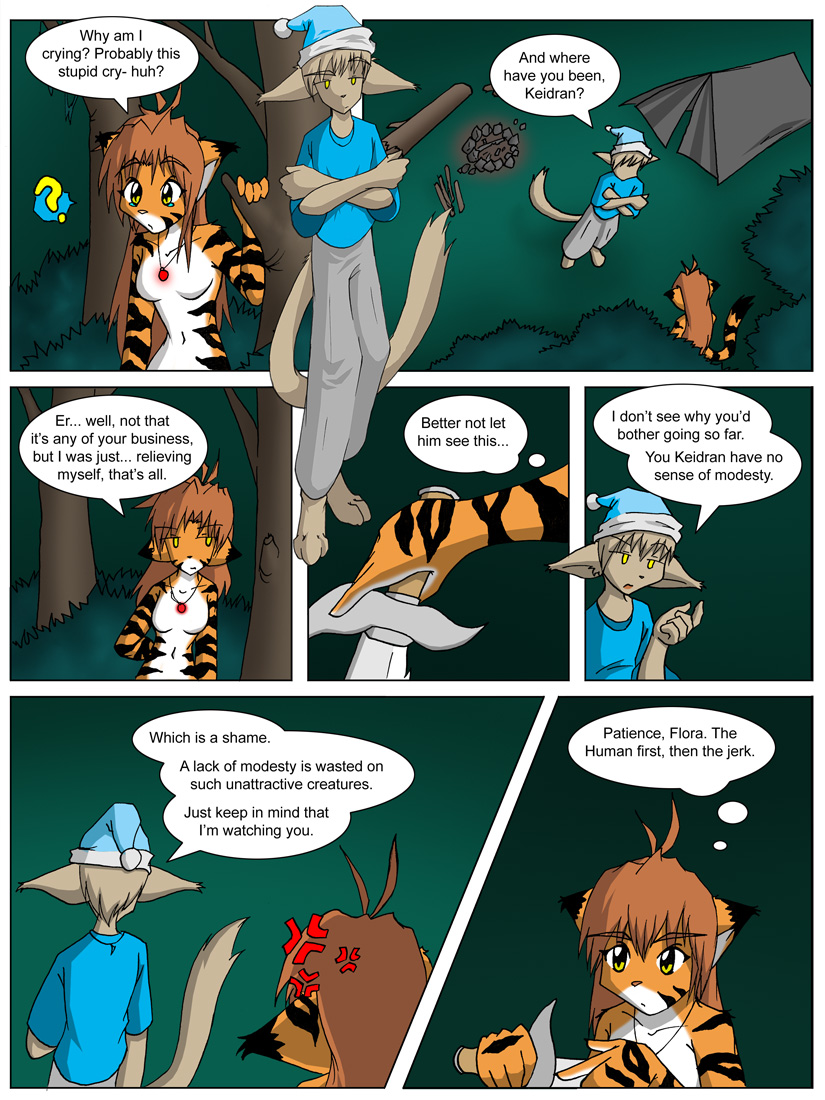 Why am I
crying? Probably this
stupid cry- huh?
And where
have you been,
Keidran?
?
Er... well, not that
it's any of your business,
but I was just... relieving
myself, that's all.
Better not let
him see this...
I don't see why you'd
bother going so far.
You Keidran have no
sense of modesty.
Which is a shame.
A lack of modesty is wasted on
such unattractive creatures.
Just keep in mind that
I'm watching you.
Patience, Flora. The
Human first, then the jerk.